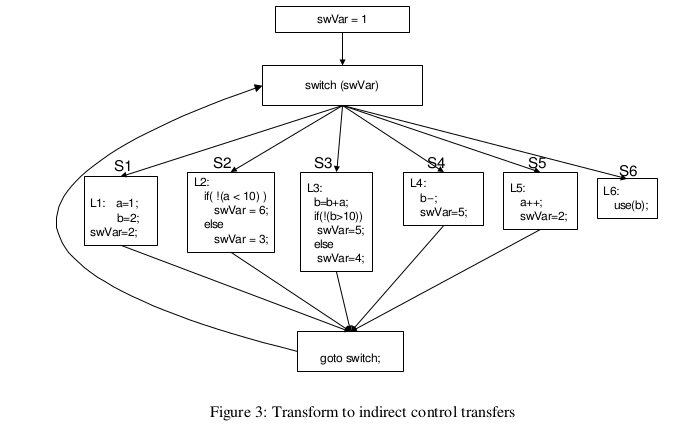 swVar = 1
switch (swVar)
S1
S2
S3
S4
S5
S6
L1: a=1;
b=2;
swVar=2;
L2:
if( !(a < 10) )
swVar = 6;
else
swVar = 3;
L3:
b=b+a;
if(!(b>10))
swVar=5;
else
swVar=4;
L4:
b–;
swVar=5;
L5:
a++;
swVar=2;
L6:
use(b);
goto switch;
Figure 3: Transform to indirect control transfers